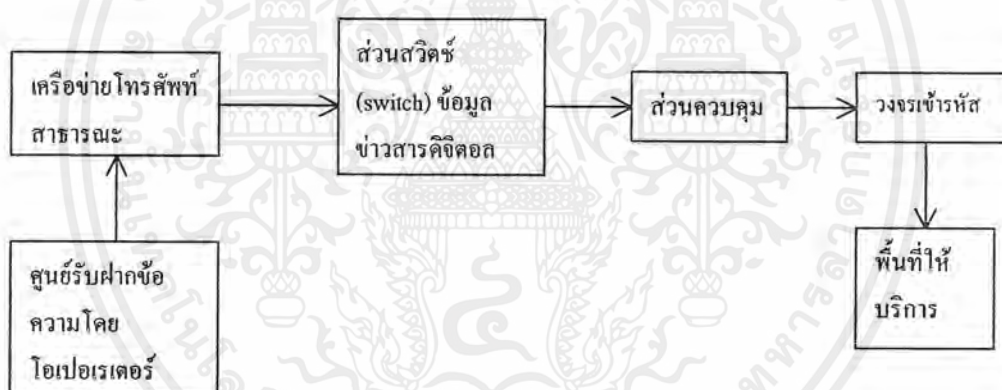 เครือข่ายโทรศัพท์
สาธารณะ
ส่วนสวิตช์
(switch) ข้อมูล
ข่าวสารดิจิตอล
ส่วนควบคุม
วงจรเข้ารหัส
ศูนย์รับฝากข้อ
ความโดย
โอเปอเรเตอร์
พื้นที่ให้
บริการ